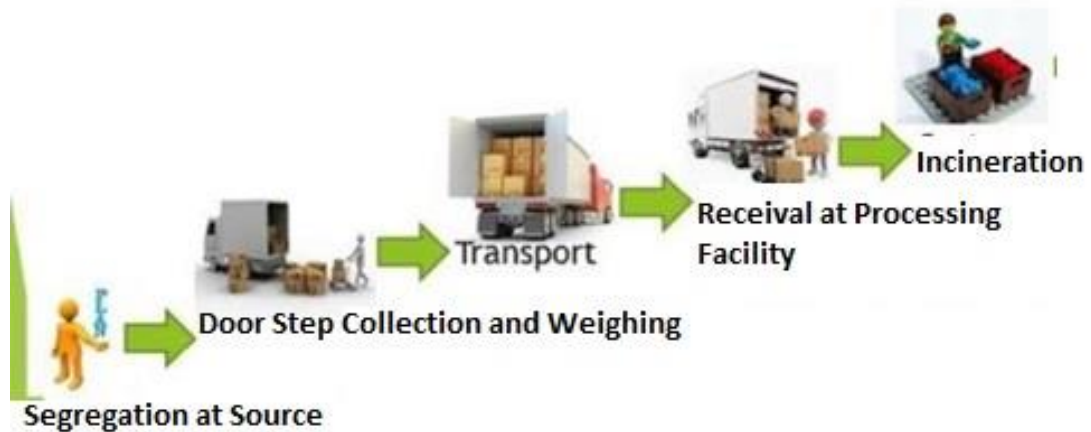 Segregation at Source
Door Step Collection and Weighing
Transport
Receival at Processing
Facility
Incineration